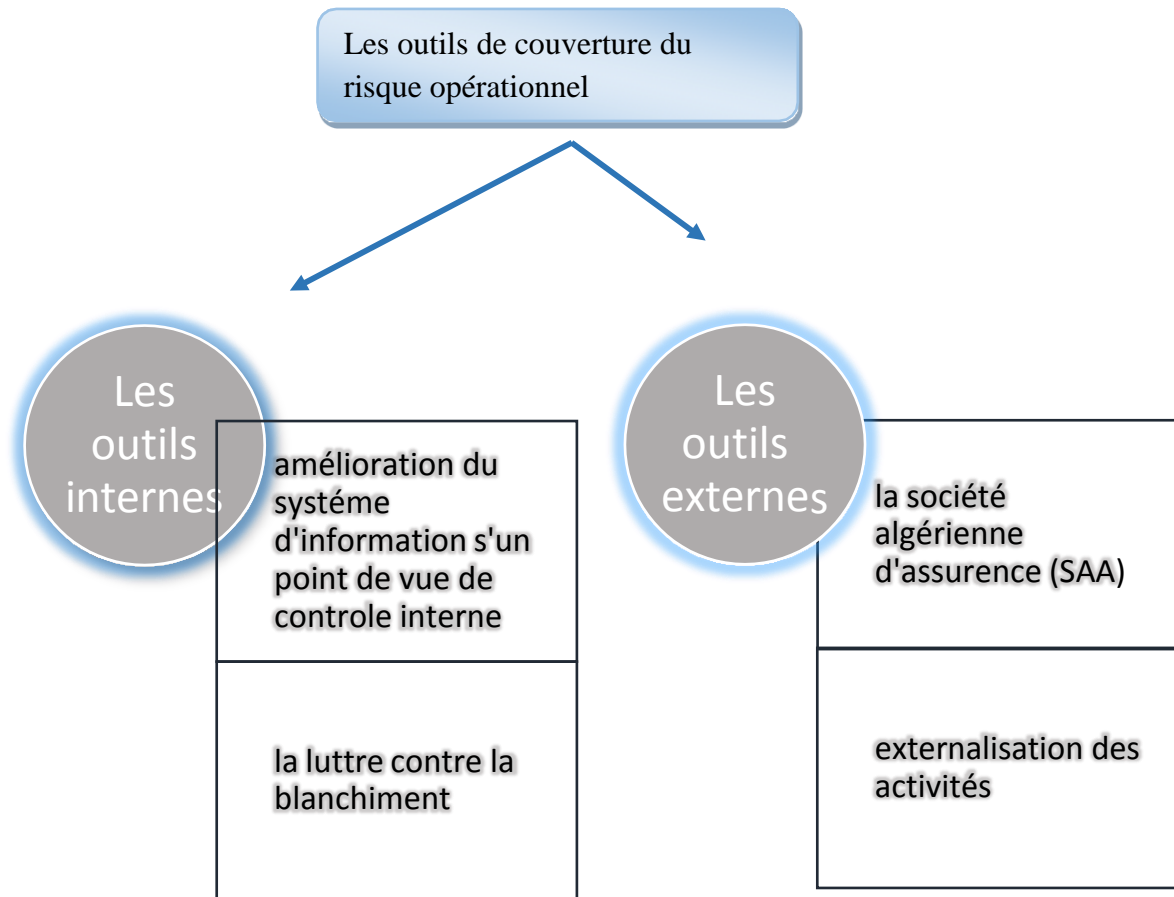 Les outils de couverture du
risque opérationnel
Les
outils
internes
amélioration du
systéme
d'information s'un
point de vue de
controle interne
la luttre contre la
blanchiment
Les
outils
externes
la société
algérienne
d'assurence (SAA)
externalisation des
activités